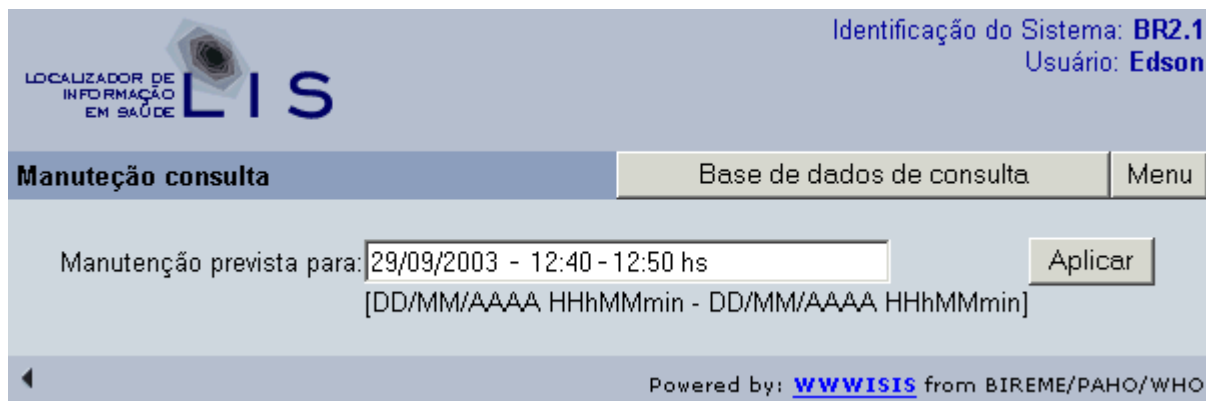 Identificação do Sistema: BR2.1
Usuário: Edson
LOCALIZADOR DE
INFORMAÇÃO
EM SAÚDE
LIS
Manuteção consulta
Base de dados de consulta
Menu
Manutenção prevista para: 29/09/2003 - 12:40 - 12:50 hs
Aplicar
[DD/MM/AAAA HHhMMmin - DD/MM/AAAA HHhMMmin]
Powered by: WWWISIS from BIREME/PAHO/WHO